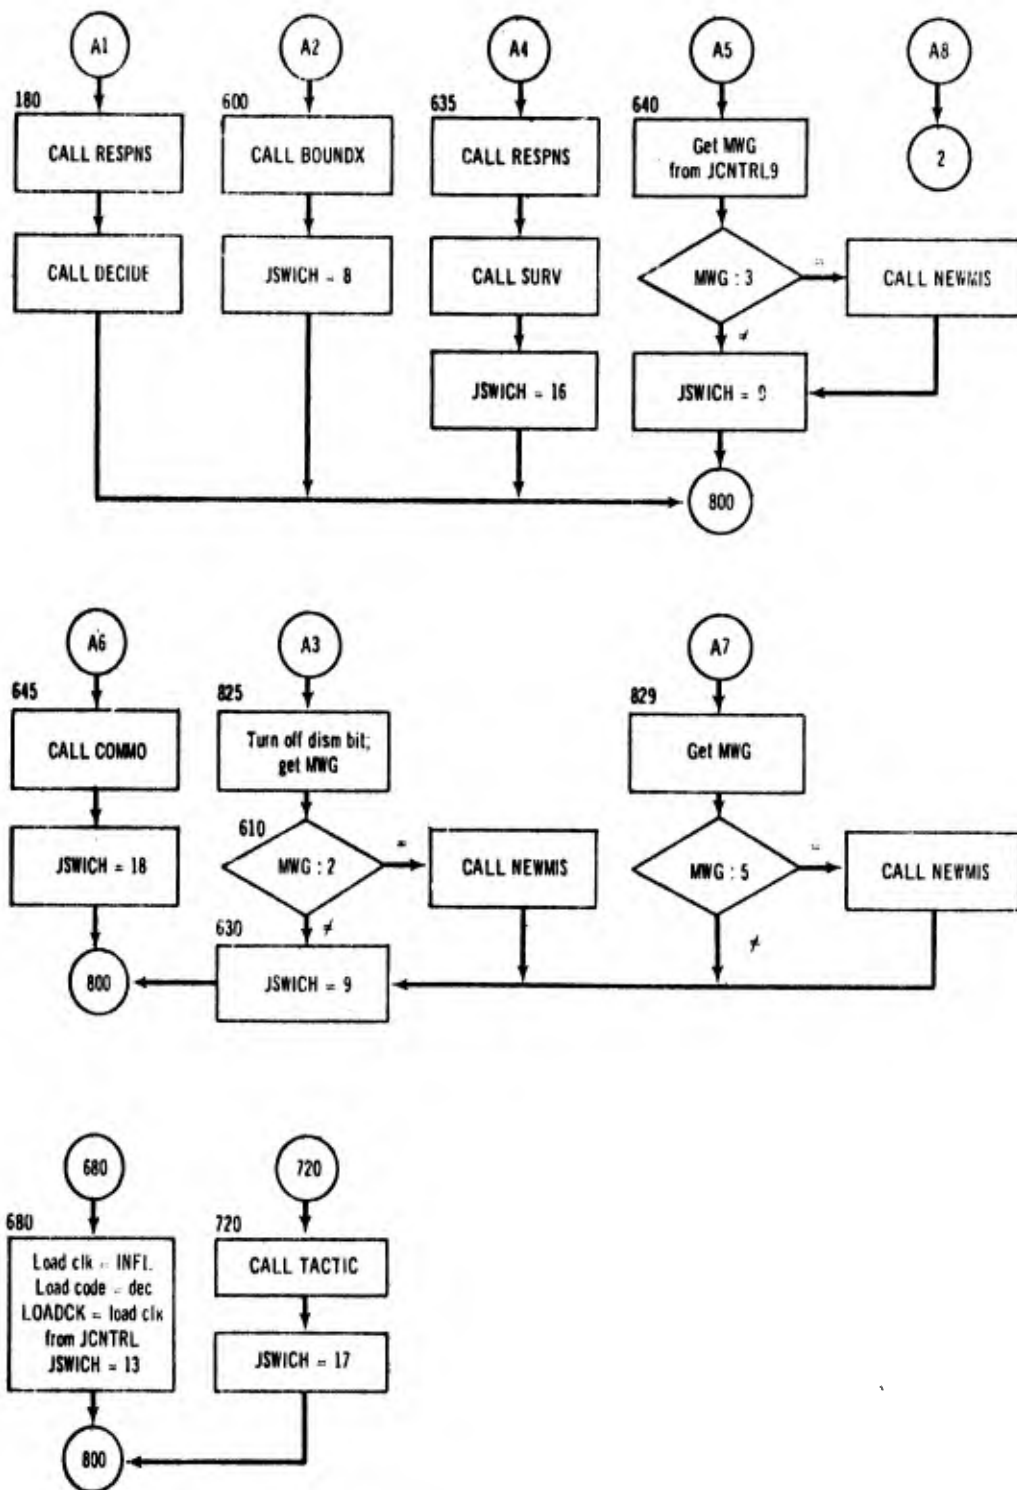 A1
A2
A4
A5
A8
180
600
635
640
CALL RESPNS
CALL BOUNDX
CALL RESPNS
Get MWG
from JCNTRL9
2
CALL DECIDE
JSWICH = 8
CALL SURV
MWG : 3
=
CALL NEWMIS
≠
JSWICH = 16
JSWICH = 9
800
A6
A3
A7
645
825
829
CALL COMMO
Turn off dism bit;
get MWG
Get MWG
JSWICH = 18
610
MWG : 2
=
CALL NEWMIS
MWG : 5
=
CALL NEWMIS
≠
≠
630
800
JSWICH = 9
680
720
680
720
Load clk = INFL
Load code = dec
LOADCK = load clk
from JCNTRL
JSWICH = 13
CALL TACTIC
JSWICH = 17
800